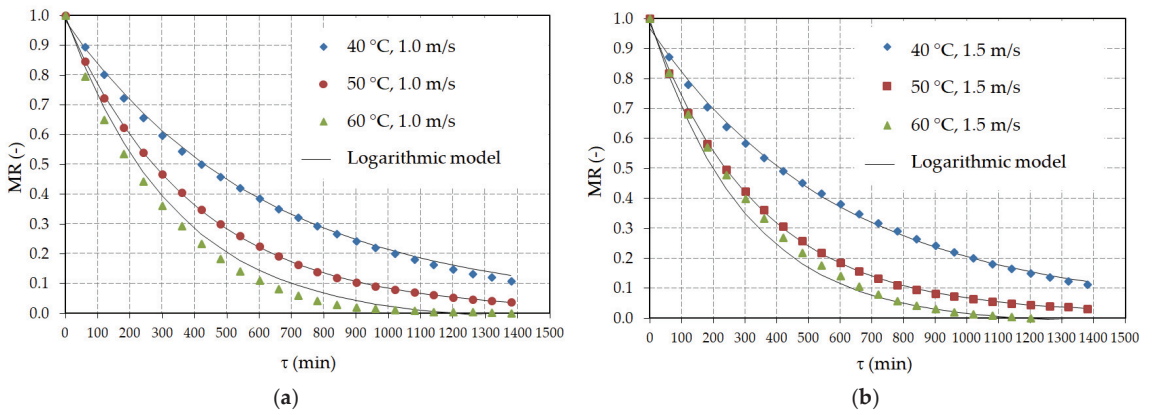 1.0
0.9
0.8
0.7
0.6
0.5
0.4
0.3
0.2
0.1
0.0
MR (-)
40 °C, 1.0 m/s
50 °C, 1.0 m/s
60 °C, 1.0 m/s
Logarithmic model
0 100 200 300 400 500 600 700 800 900 1000 1100 1200 1300 1400 1500
τ (min)
(a)
1.0
0.9
0.8
0.7
0.6
0.5
0.4
0.3
0.2
0.1
0.0
MR (-)
40 °C, 1.5 m/s
50 °C, 1.5 m/s
60 °C, 1.5 m/s
Logarithmic model
0 100 200 300 400 500 600 700 800 900 1000 1100 1200 1300 1400 1500
τ (min)
(b)